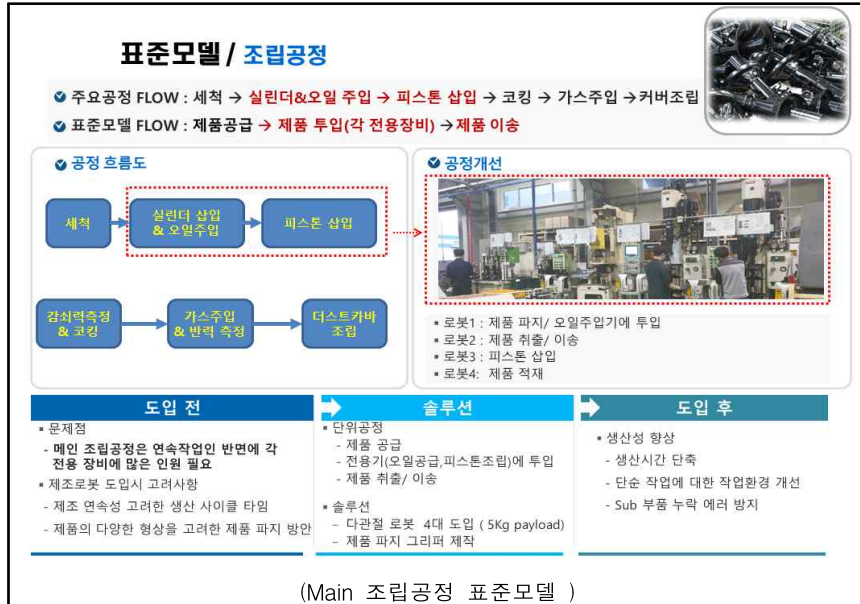 표준모델 / 조립공정
주요공정 FLOW : 세척 → 실린더&오일 주입 → 피스톤 삽입 → 코킹 → 가스주입 →커버조립
표준모델 FLOW : 제품공급 → 제품 투입(각 전용장비) →제품 이송
공정 흐름도
세척
실린더 삽입
& 오일주입
피스톤 삽입
감쇠력측정
& 코킹
가스주입
& 반력 측정
더스트카바
조립
공정개선
▪ 로봇1 : 제품 파지/ 오일주입기에 투입
▪ 로봇2 : 제품 취출/ 이송
▪ 로봇3 : 피스톤 삽입
▪ 로봇4: 제품 적재
도입 전
▪ 문제점
- 메인 조립공정은 연속작업인 반면에 각
전용 장비에 많은 인원 필요
▪ 제조로봇 도입시 고려사항
- 제조 연속성 고려한 생산 사이클 타임
- 제품의 다양한 형상을 고려한 제품 파지 방안
솔루션
▪ 단위공정
- 제품 공급
- 전용기(오일공급,피스톤조립)에 투입
- 제품 취출/ 이송
▪ 솔루션
– 다관절 로봇 4대 도입 ( 5Kg payload)
– 제품 파지 그리퍼 제작
도입 후
▪ 생산성 향상
- 생산시간 단축
- 단순 작업에 대한 작업환경 개선
- Sub 부품 누락 에러 방지
(Main 조립공정 표준모델 )